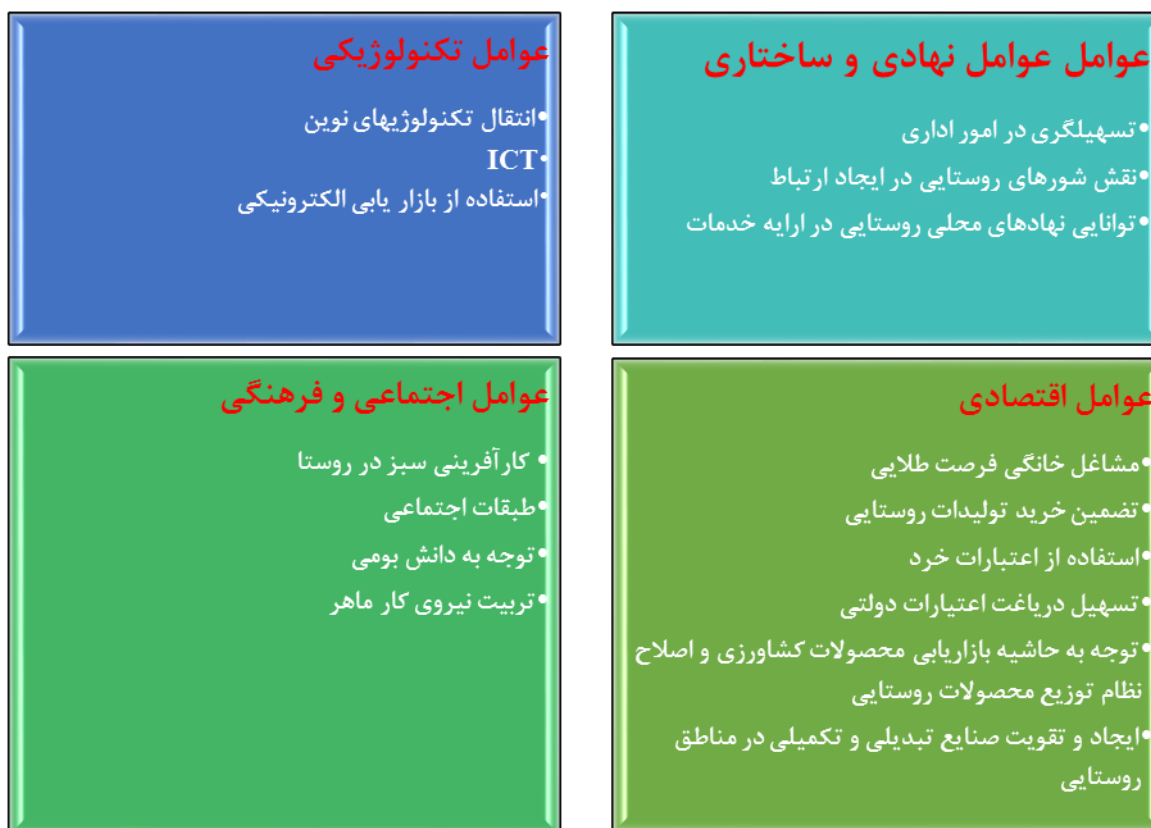 عوامل عوامل نهادی و ساختاری
•تسهیلگری در امور اداری
•نقش شورهای روستایی در ایجاد ارتباط
•توانایی نهادهای محلی روستایی در ارایه خدمات
عوامل تکنولوژیکی
•انتقال تکنولوژیهای نوین
•ICT
•استفاده از بازار یابی الکترونیکی
عوامل اقتصادی
•مشاغل خانگی فرصت طلایی
•تضمین خرید تولیدات روستایی
•استفاده از اعتبارات خرد
•تسهیل دریاغت اعتیارات دولتی
•توجه به حاشیه بازاریابی محصولات کشاورزی و اصلاح
نظام توزیع محصولات روستایی
•ایجاد و تقویت صنایع تبدیلی و تکمیلی در مناطق
روستایی
عوامل اجتماعی و فرهنگی
• کارآفرینی سبز در روستا
•طبقات اجتماعی
•توجه به دانش بومی
•تربیت نیروی کار ماهر